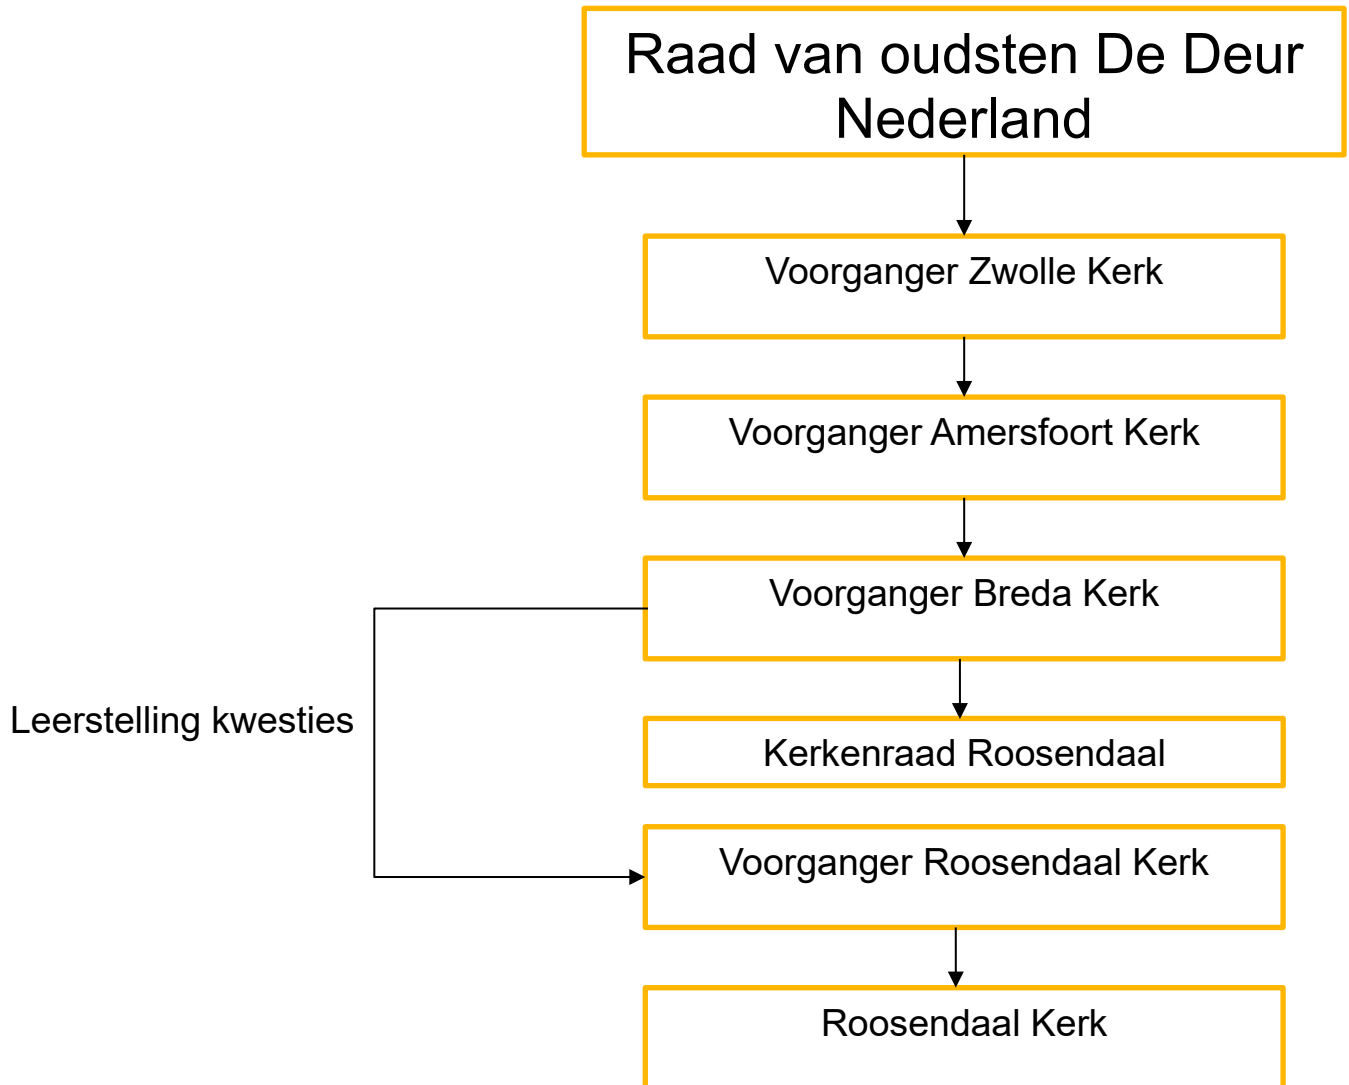 Raad van oudsten De Deur
Nederland
Voorganger Zwolle Kerk
Voorganger Amersfoort Kerk
Voorganger Breda Kerk
Leerstelling kwesties
Kerkenraad Roosendaal
Voorganger Roosendaal Kerk
Roosendaal Kerk